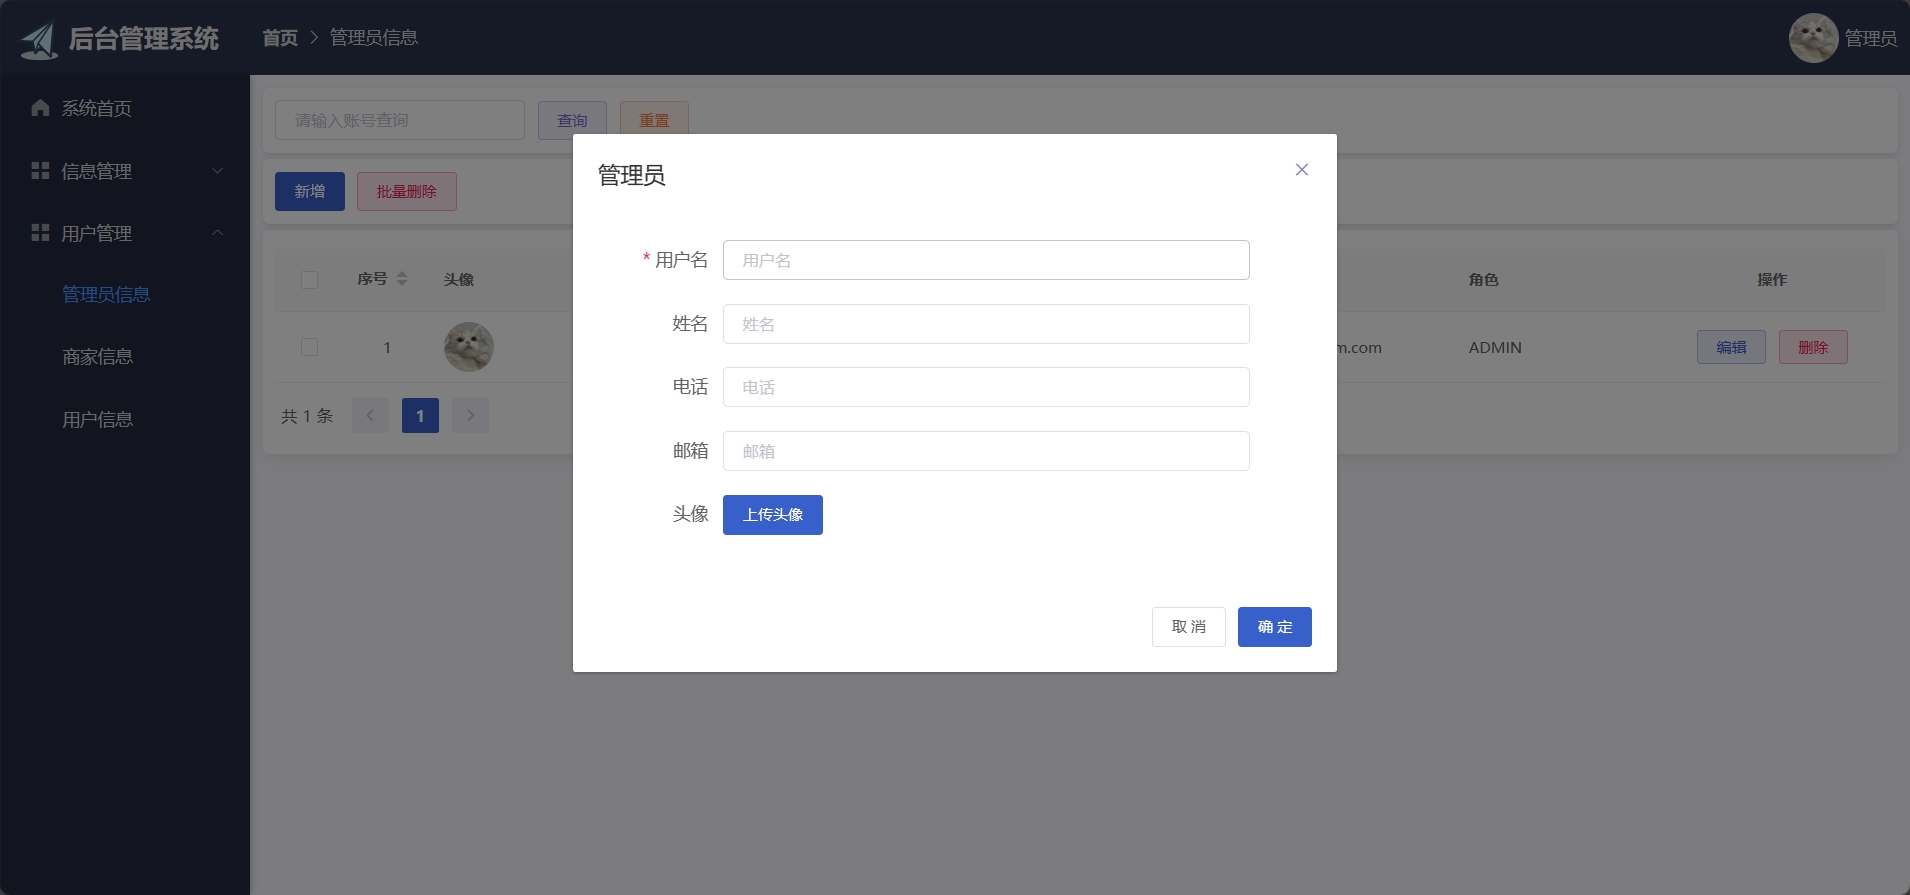 后台管理系统
首页 > 管理员信息
管理员
系统首页
信息管理
用户管理
管理员信息
商家信息
用户信息
请输入账号查询
查询
重置
新增
批量删除
序号
头像
角色
操作
1
m.com
ADMIN
编辑
删除
共 1 条
1
管理员
* 用户名
用户名
姓名
姓名
电话
电话
邮箱
邮箱
头像
上传头像
取 消
确 定